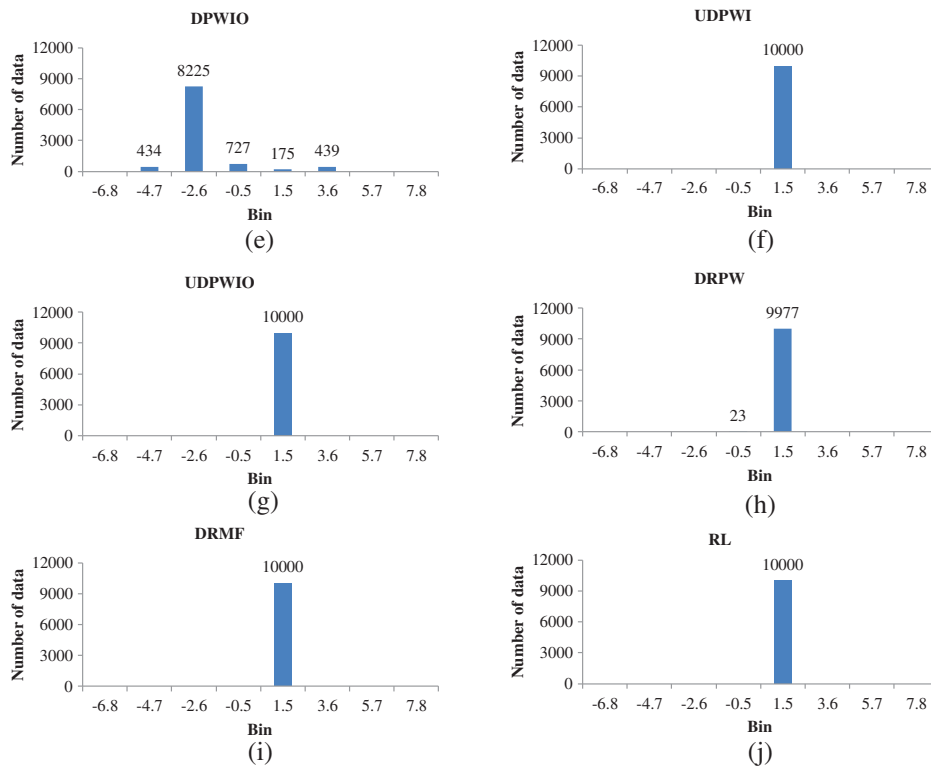 DPWIO
Number of data
12000
9000
6000
3000
0
434
8225
727
175
439
-6.8 -4.7 -2.6 -0.5 1.5 3.6 5.7 7.8
Bin
(e)
UDPWI
Number of data
12000
9000
6000
3000
0
10000
-6.8 -4.7 -2.6 -0.5 1.5 3.6 5.7 7.8
Bin
(f)
UDPWIO
Number of data
12000
9000
6000
3000
0
10000
-6.8 -4.7 -2.6 -0.5 1.5 3.6 5.7 7.8
Bin
(g)
DRPW
Number of data
12000
9000
6000
3000
0
23
9977
-6.8 -4.7 -2.6 -0.5 1.5 3.6 5.7 7.8
Bin
(h)
DRMF
Number of data
12000
9000
6000
3000
0
10000
-6.8 -4.7 -2.6 -0.5 1.5 3.6 5.7 7.8
Bin
(i)
RL
Number of data
12000
9000
6000
3000
0
10000
-6.8 -4.7 -2.6 -0.5 1.5 3.6 5.7 7.8
Bin
(j)